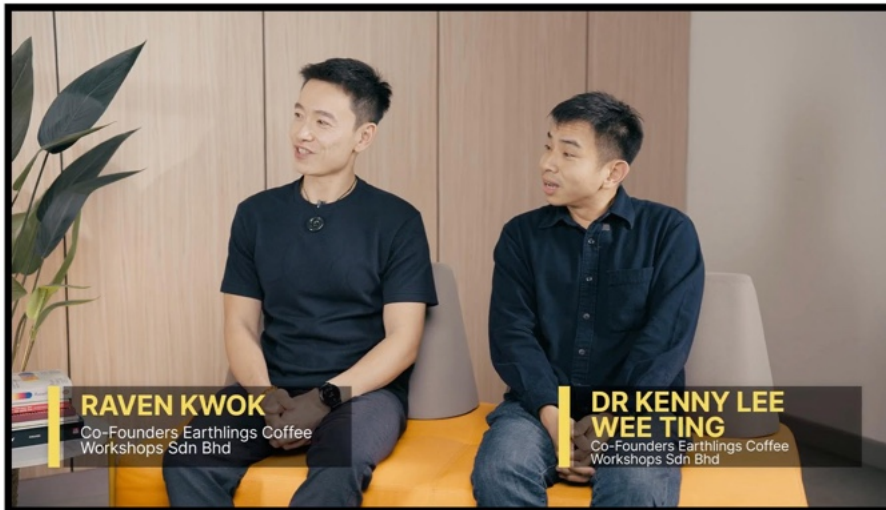 RAVEN KWOK
Co-Founders Earthlings Coffee
Workshops Sdn Bhd
DR KENNY LEE
WEE TING
Co-Founders Earthlings Coffee
Workshops Sdn Bhd